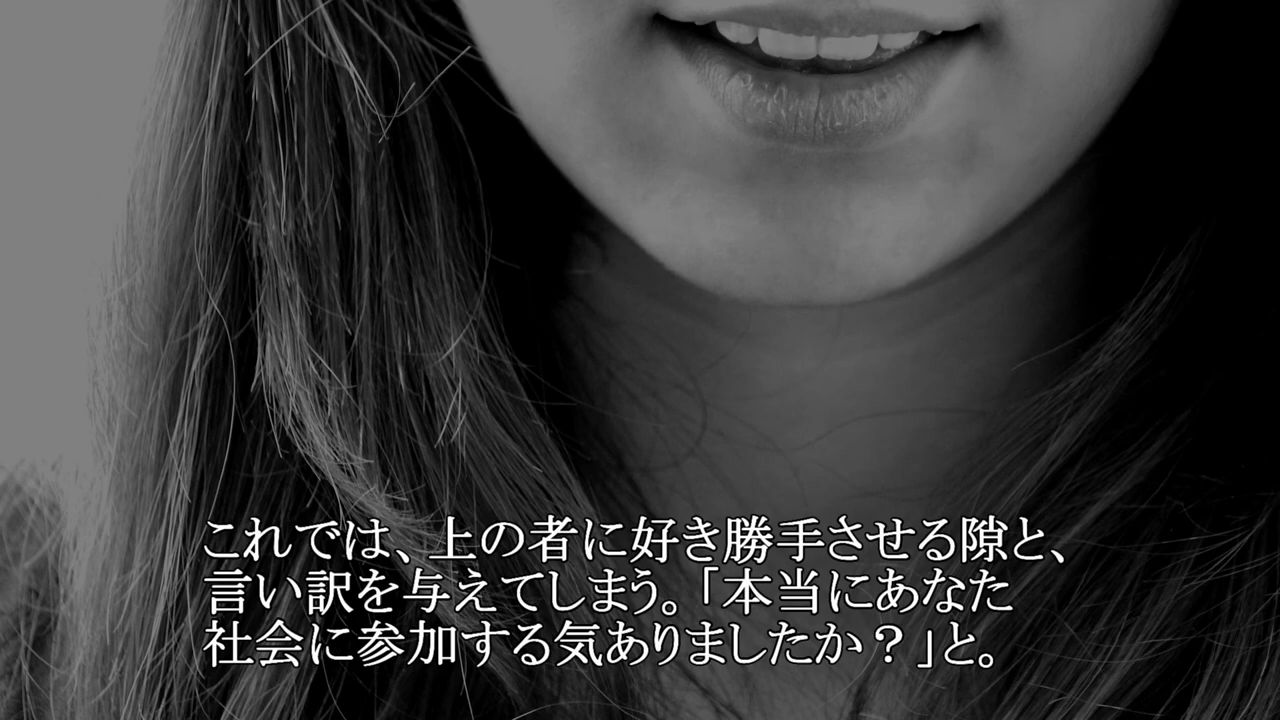 これでは、上の者に好き勝手させる隙と、
言い訳を与えてしまう。「本当にあなた
社会に参加する気ありましたか？」と。